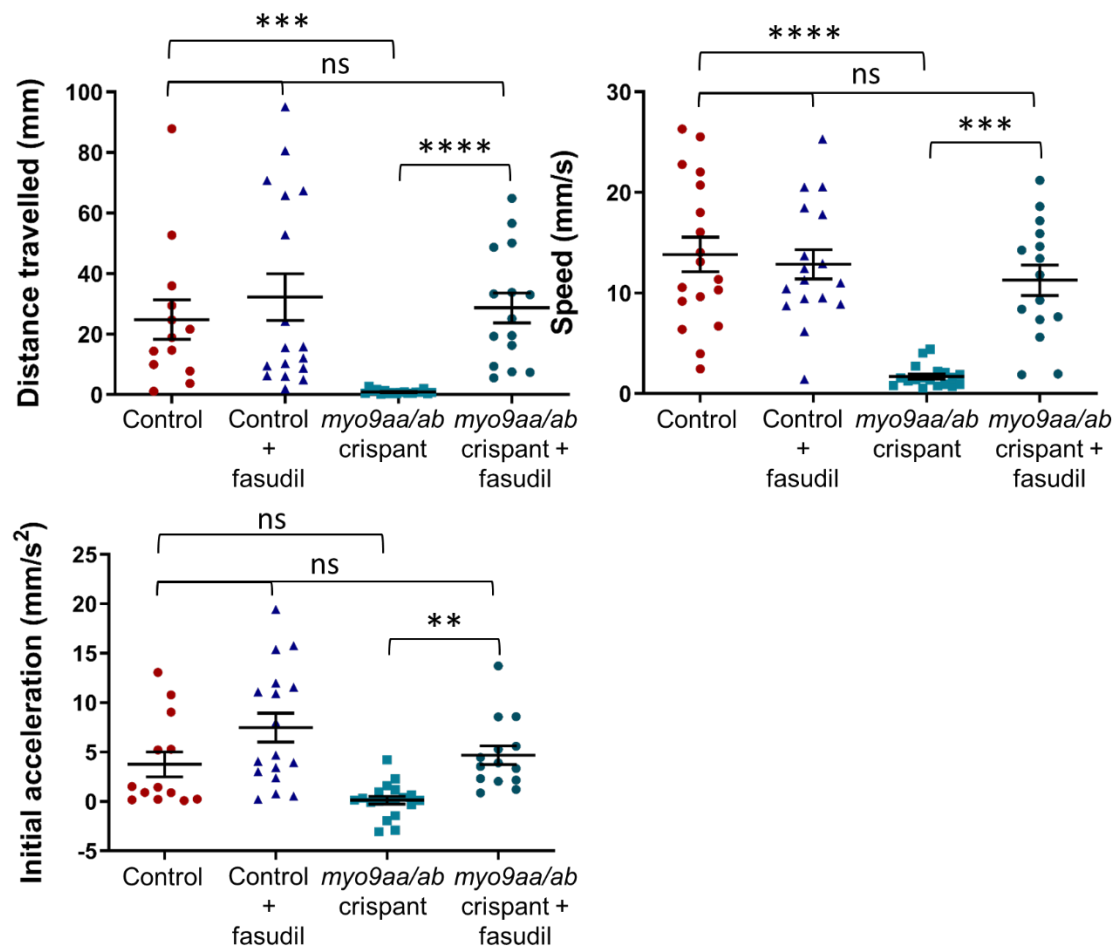 ***
ns
****
Distance travelled (mm)
100
80
60
40
20
0
Control
Control
+
fasudil
myo9aa/ab
crispant
myo9aa/ab
crispant +
fasudil
****
ns
***
Speed (mm/s)
30
20
10
0
Control
Control
+
fasudil
myo9aa/ab
crispant
myo9aa/ab
crispant +
fasudil
ns
ns
**
Initial acceleration (mm/s²)
25
20
15
10
5
0
-5
Control
Control
+
fasudil
myo9aa/ab
crispant
myo9aa/ab
crispant +
fasudil